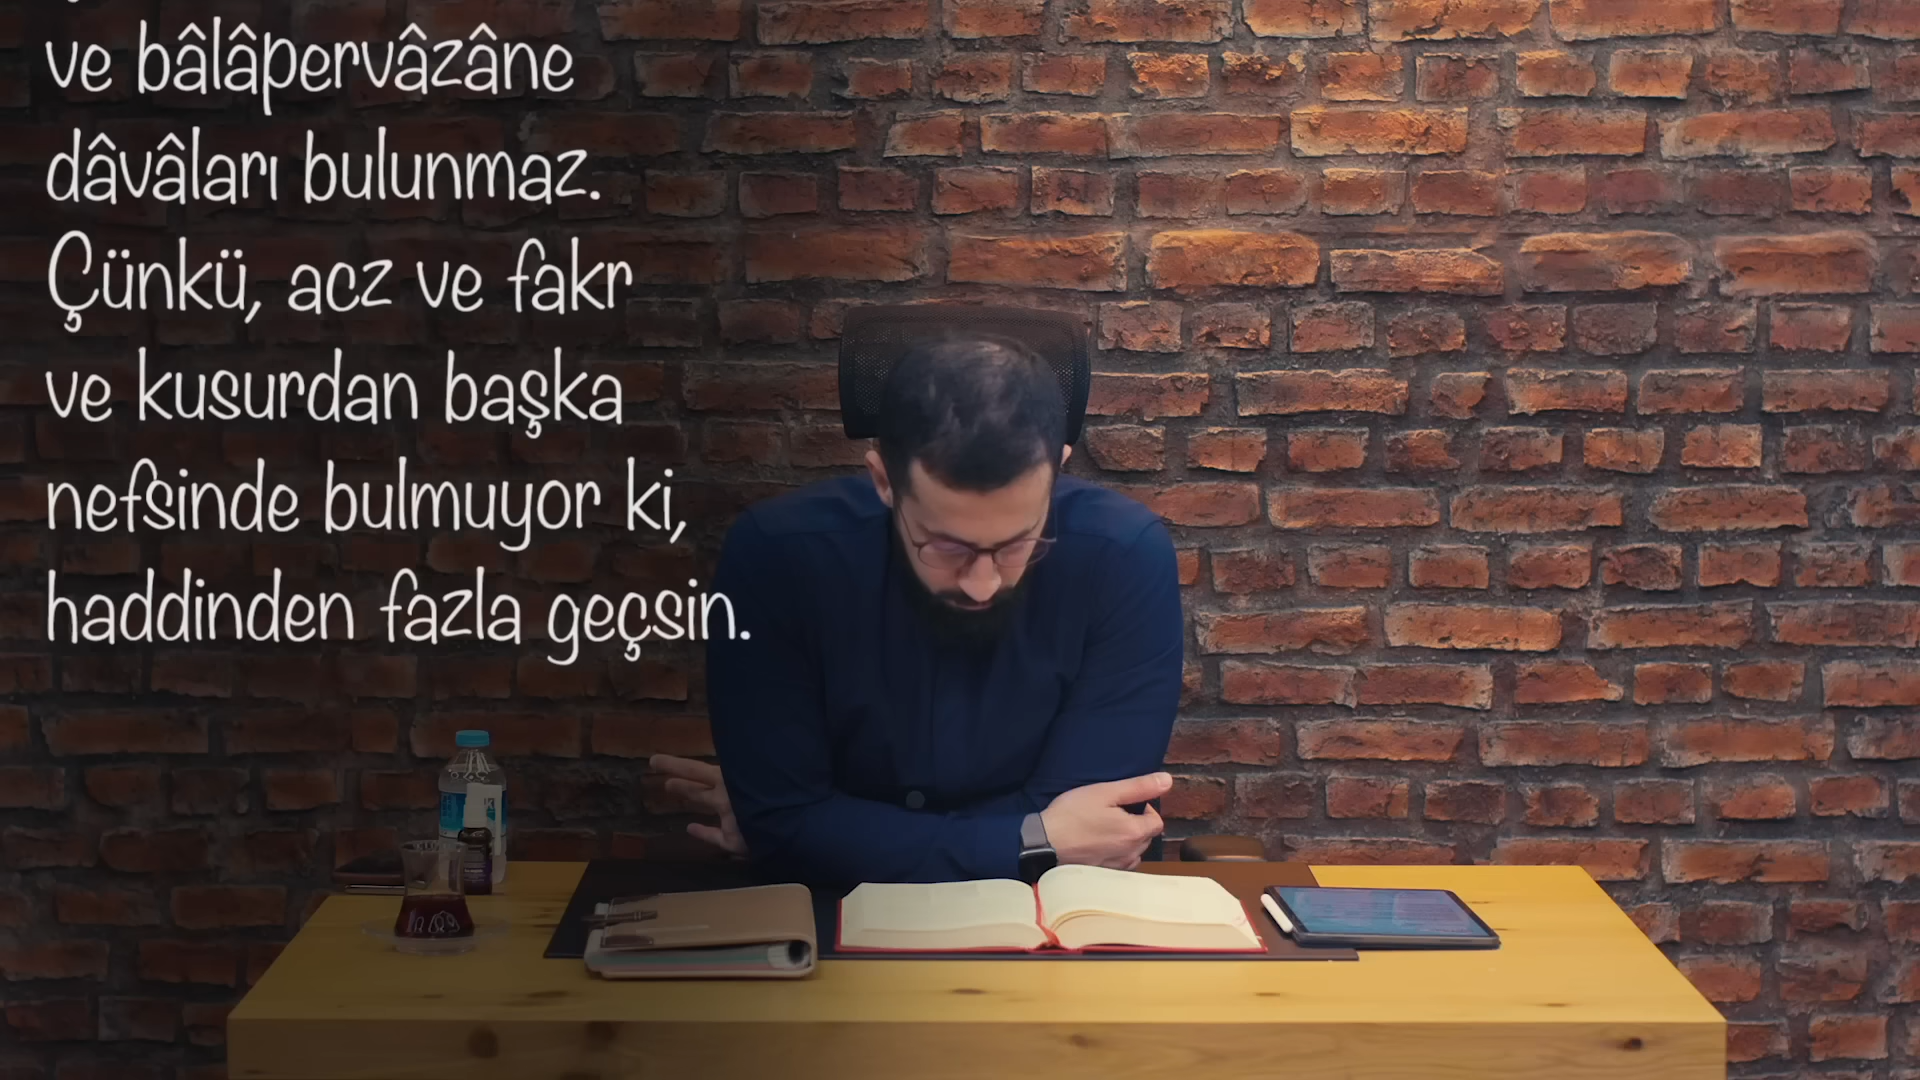 ve bâlâpervâzâne
dâvâları bulunmaz.
Çünkü, acz ve fakr
ve kusurdan başka
nefsinde bulmuyor ki,
haddinden fazla geçsin.